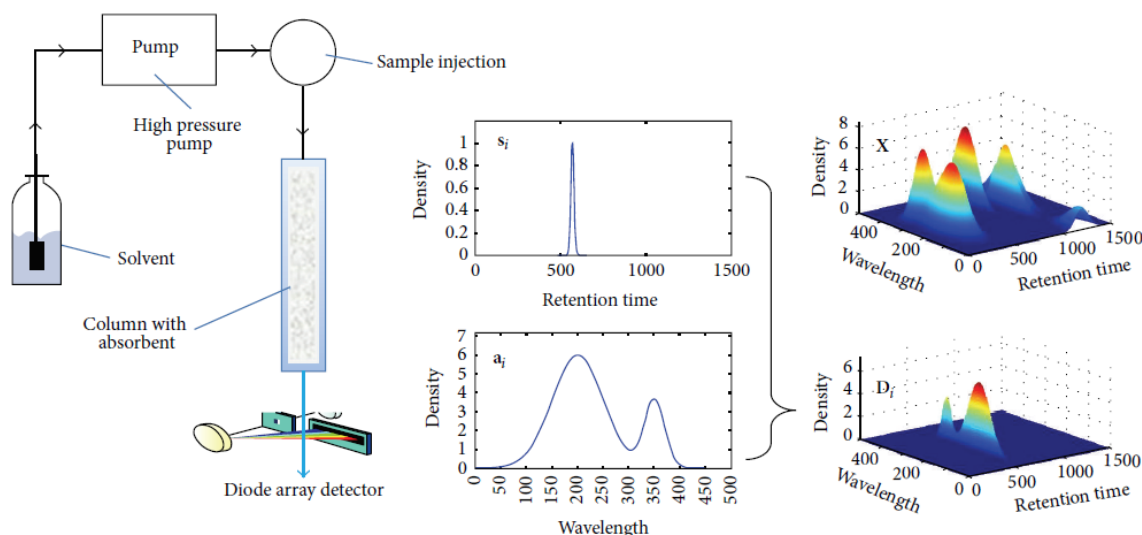 Pump
High pressure
pump
Sample injection
Solvent
Column with
absorbent
Diode array detector
s_i
Density
1
0.8
0.6
0.4
0.2
0
0 500 1000 1500
Retention time
a_i
Density
7
6
5
4
3
2
1
0
0 50 100 150 200 250 300 350 400 450 500
Wavelength
X
Density
8
6
4
2
0
400 200 0
Wavelength
0 500 1000 1500
Retention time
D_i
Density
6
4
2
0
400 200 0
Wavelength
0 500 1000 1500
Retention time